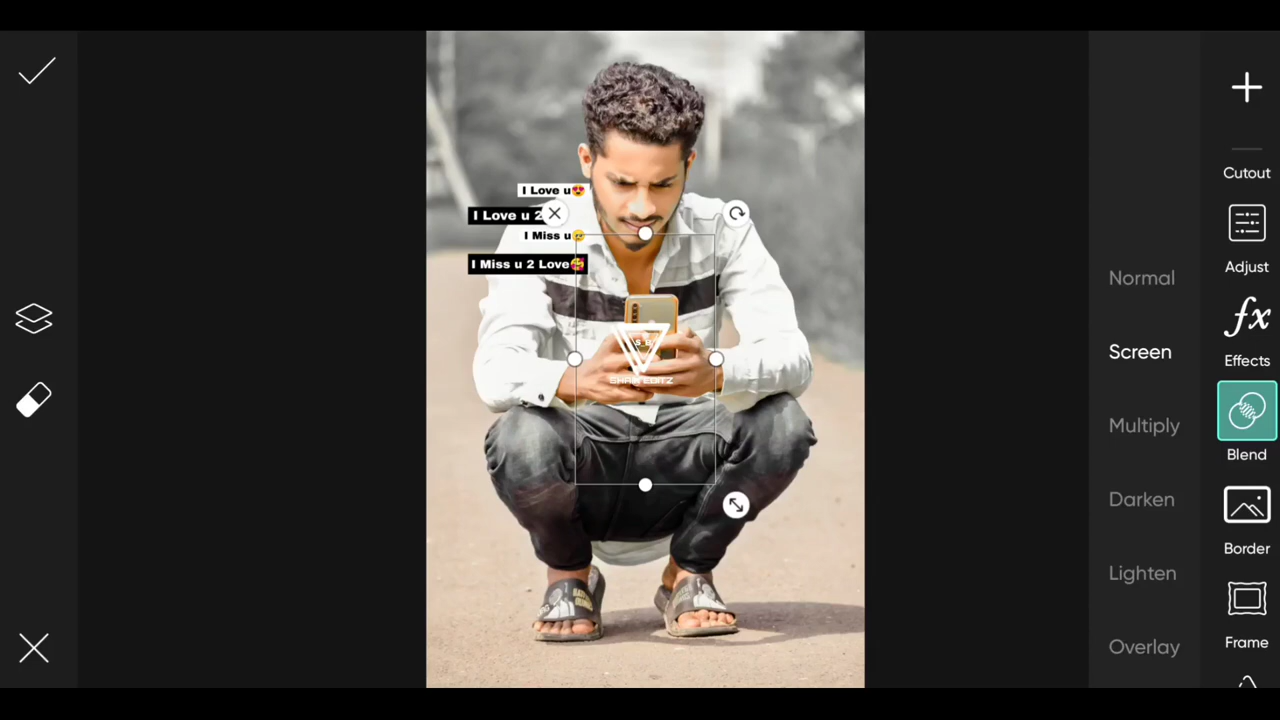 Cutout
Adjust
fx
Effects
Blend
Border
Frame
Normal
Screen
Multiply
Darken
Lighten
Overlay
I Love u😍
I Love u 2
I Miss u
I Miss u 2 Love🥰